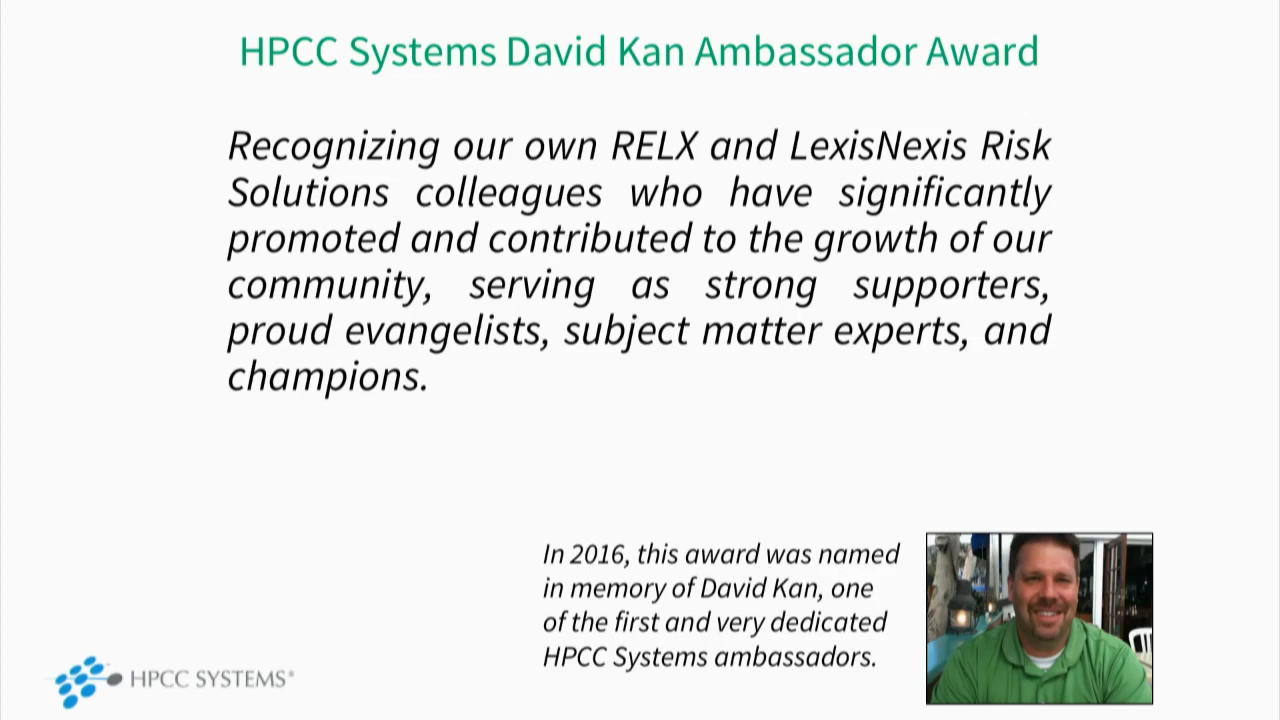 HPCC Systems David Kan Ambassador Award
Recognizing our own RELX and LexisNexis Risk
Solutions colleagues who have significantly
promoted and contributed to the growth of our
community, serving as strong supporters,
proud evangelists, subject matter experts, and
champions.
In 2016, this award was named
in memory of David Kan, one
of the first and very dedicated
HPCC Systems ambassadors.
HPCC SYSTEMS®